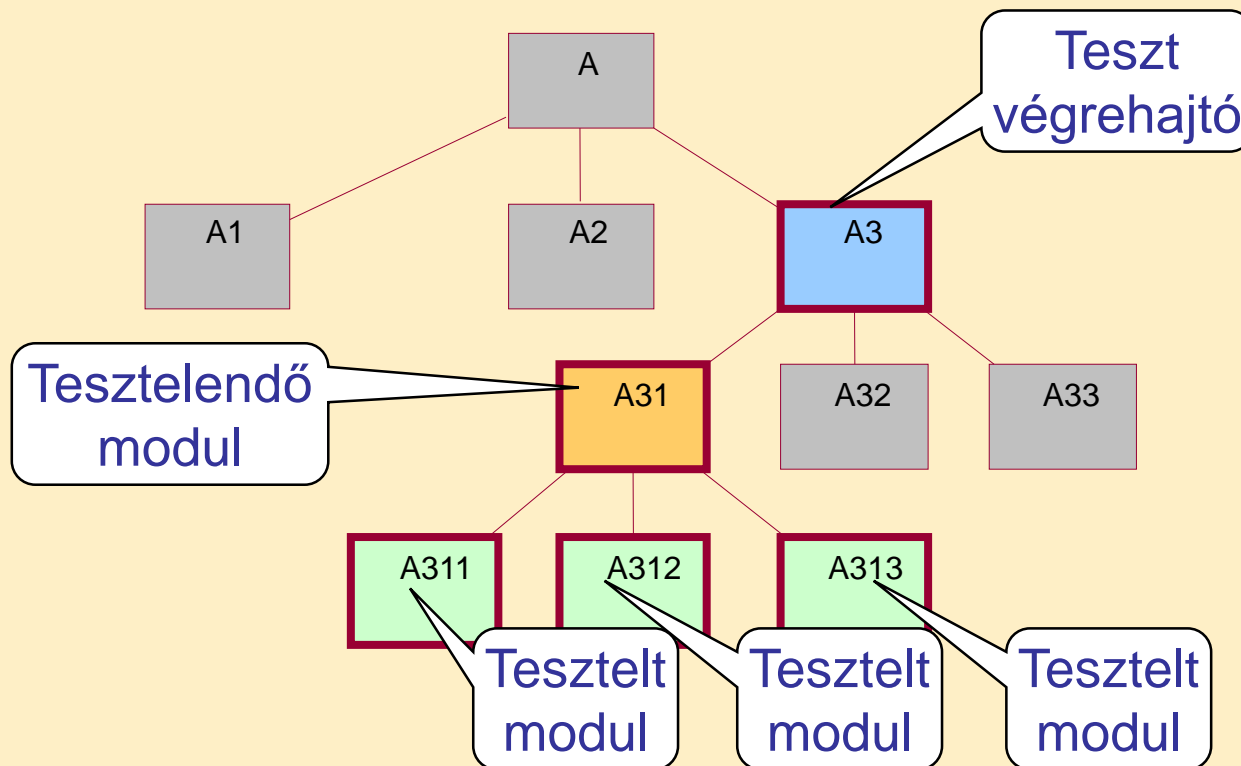 A
Teszt
végrehajtó
A1
A2
A3
Tesztelendő
modul
A31
A32
A33
A311
A312
A313
Tesztelt
modul
Tesztelt
modul
Tesztelt
modul